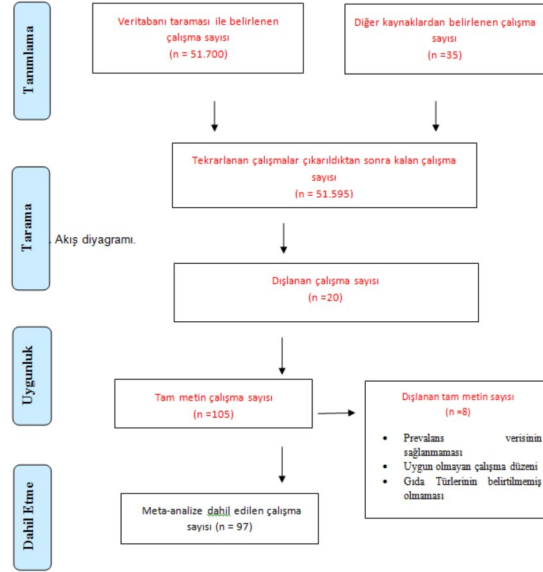 Tanımlama
Veritabanı taraması ile belirlenen
çalışma sayısı
(n = 51.700)
Diğer kaynaklardan belirlenen çalışma
sayısı
(n =35)
Tarama
Tekrarlanan çalışmalar çıkarıldıktan sonra kalan çalışma
sayısı
(n = 51.595)
. Akış diyagramı.
Dışlanan çalışma sayısı
(n =20)
Uygunluk
Tam metin çalışma sayısı
(n =105)
Dışlanan tam metin sayısı
(n =8)
• Prevalans verisinin
sağlanmaması
• Uygun olmayan çalışma düzeni
• Gıda Türlerinin belirtilmemiş
olmaması
Dahil Etme
Meta-analize dahil edilen çalışma
sayısı (n = 97)